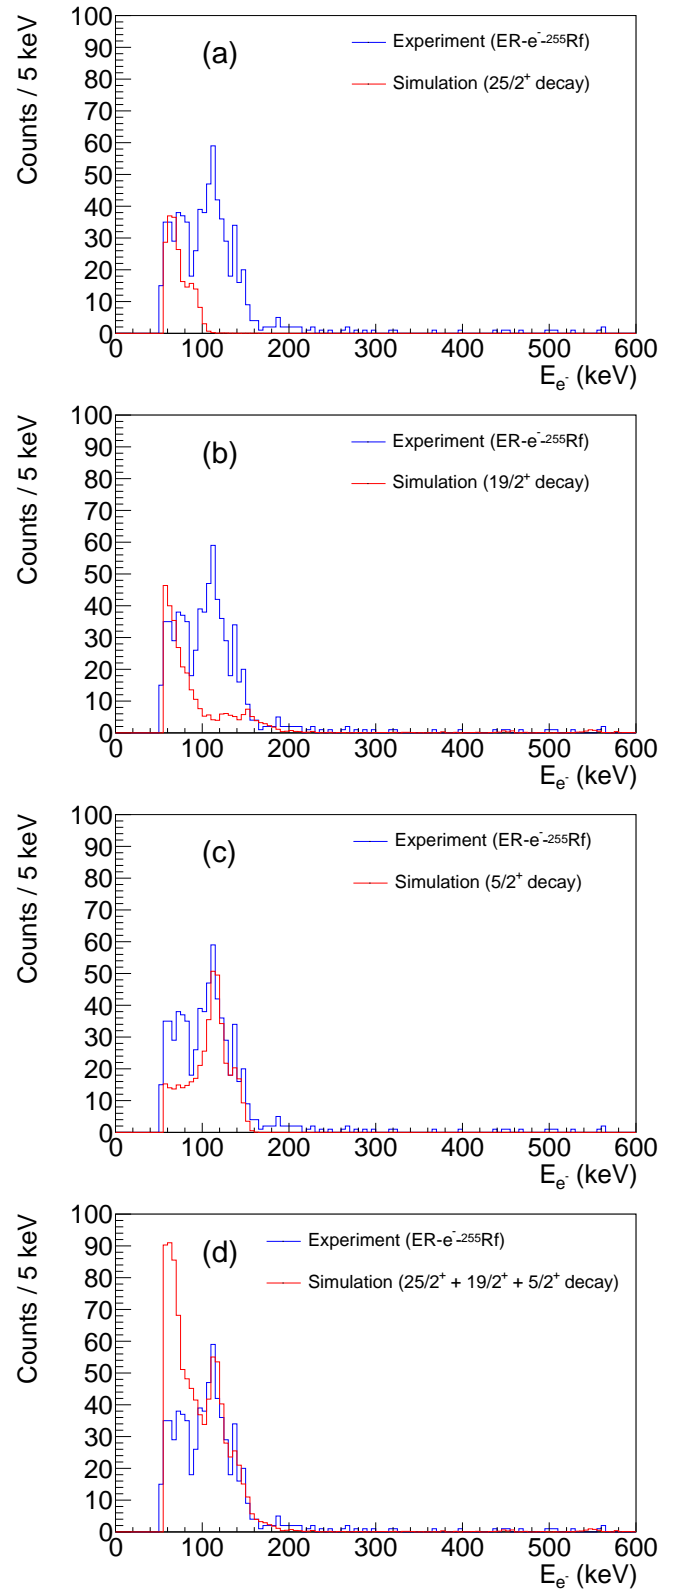 100
90
80
70
60
50
40
30
20
10
0
Counts / 5 keV
(a)
Experiment (ER-e⁻-²⁵⁵Rf)
Simulation (25/2⁺ decay)
0 100 200 300 400 500 600
E_e⁻ (keV)
100
90
80
70
60
50
40
30
20
10
0
Counts / 5 keV
(b)
Experiment (ER-e⁻-²⁵⁵Rf)
Simulation (19/2⁺ decay)
0 100 200 300 400 500 600
E_e⁻ (keV)
100
90
80
70
60
50
40
30
20
10
0
Counts / 5 keV
(c)
Experiment (ER-e⁻-²⁵⁵Rf)
Simulation (5/2⁺ decay)
0 100 200 300 400 500 600
E_e⁻ (keV)
100
90
80
70
60
50
40
30
20
10
0
Counts / 5 keV
(d)
Experiment (ER-e⁻-²⁵⁵Rf)
Simulation (25/2⁺ + 19/2⁺ + 5/2⁺ decay)
0 100 200 300 400 500 600
E_e⁻ (keV)